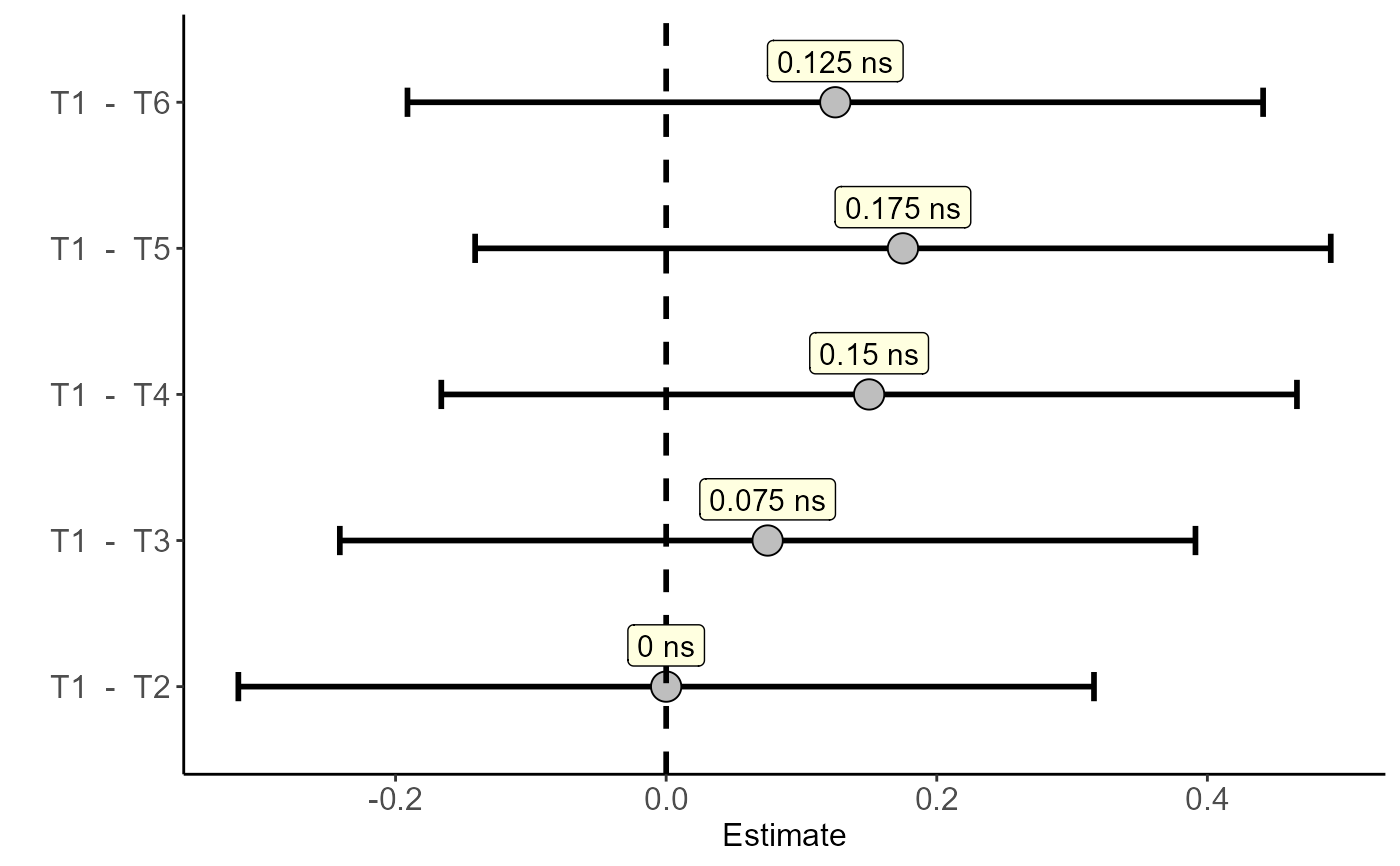 0.125 ns
T1 - T6
0.175 ns
T1 - T5
0.15 ns
T1 - T4
0.075 ns
T1 - T3
0 ns
T1 - T2
-0.2 0.0 0.2 0.4
Estimate